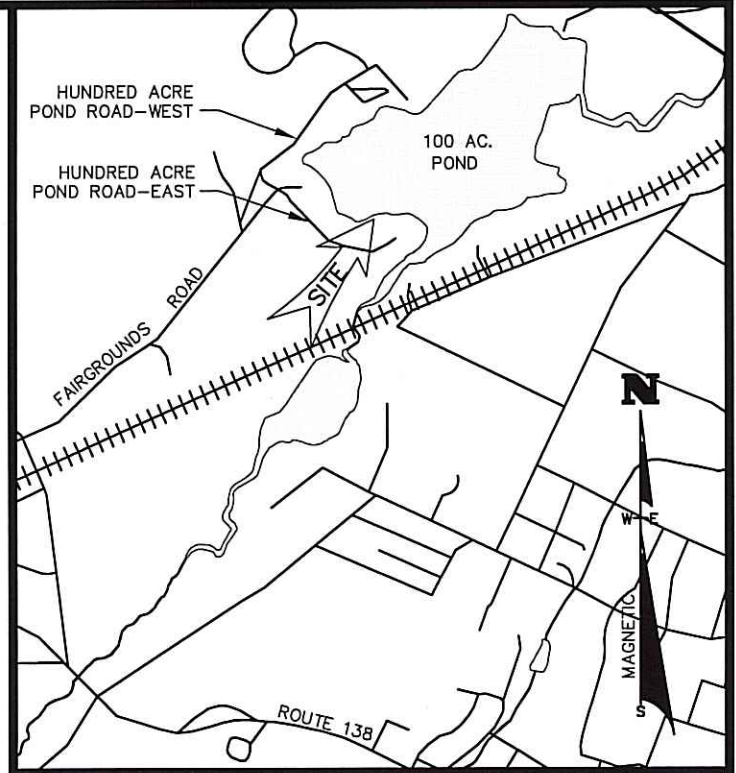 HUNDRED ACRE
POND ROAD-WEST
HUNDRED ACRE
POND ROAD-EAST
100 AC.
POND
SITE
FAIRGROUNDS ROAD
N
W E
MAGNETIC
S
ROUTE 138